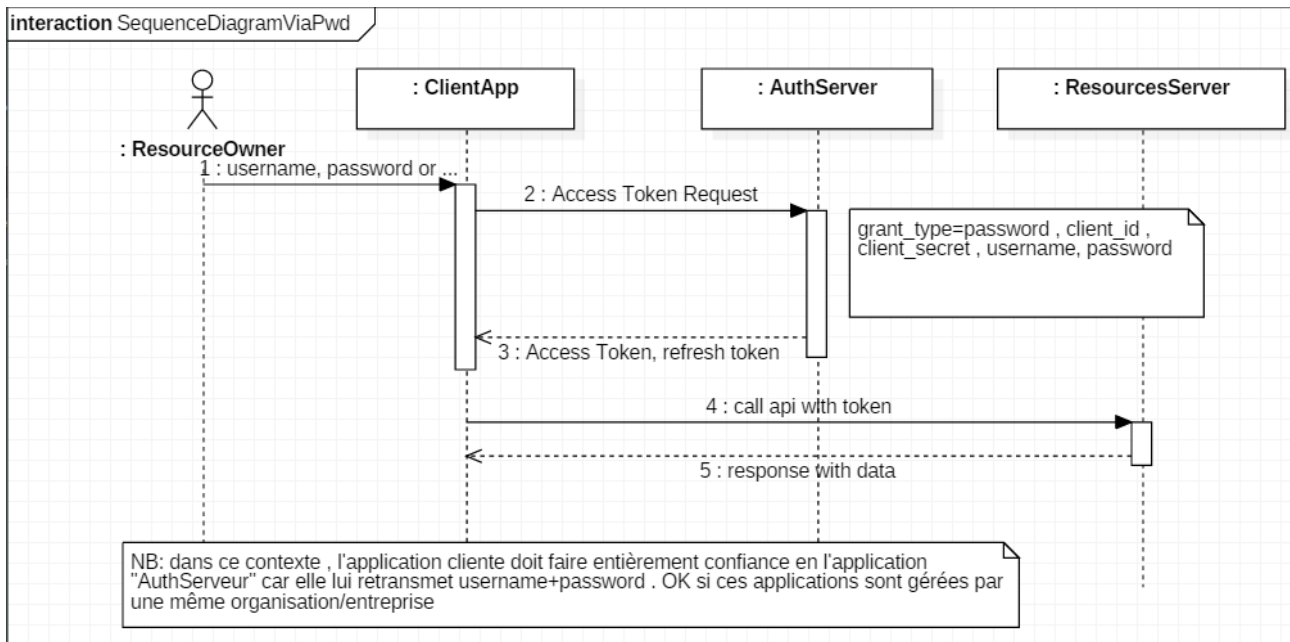 interaction SequenceDiagramViaPwd
: ClientApp
: AuthServer
: ResourcesServer
: ResourceOwner
1 : username, password or ...
2 : Access Token Request
grant_type=password , client_id ,
client_secret , username, password
3 : Access Token, refresh token
4 : call api with token
5 : response with data
NB: dans ce contexte , l'application cliente doit faire entièrement confiance en l'application
"AuthServeur" car elle lui retransmet username+password . OK si ces applications sont gérées par
une même organisation/entreprise